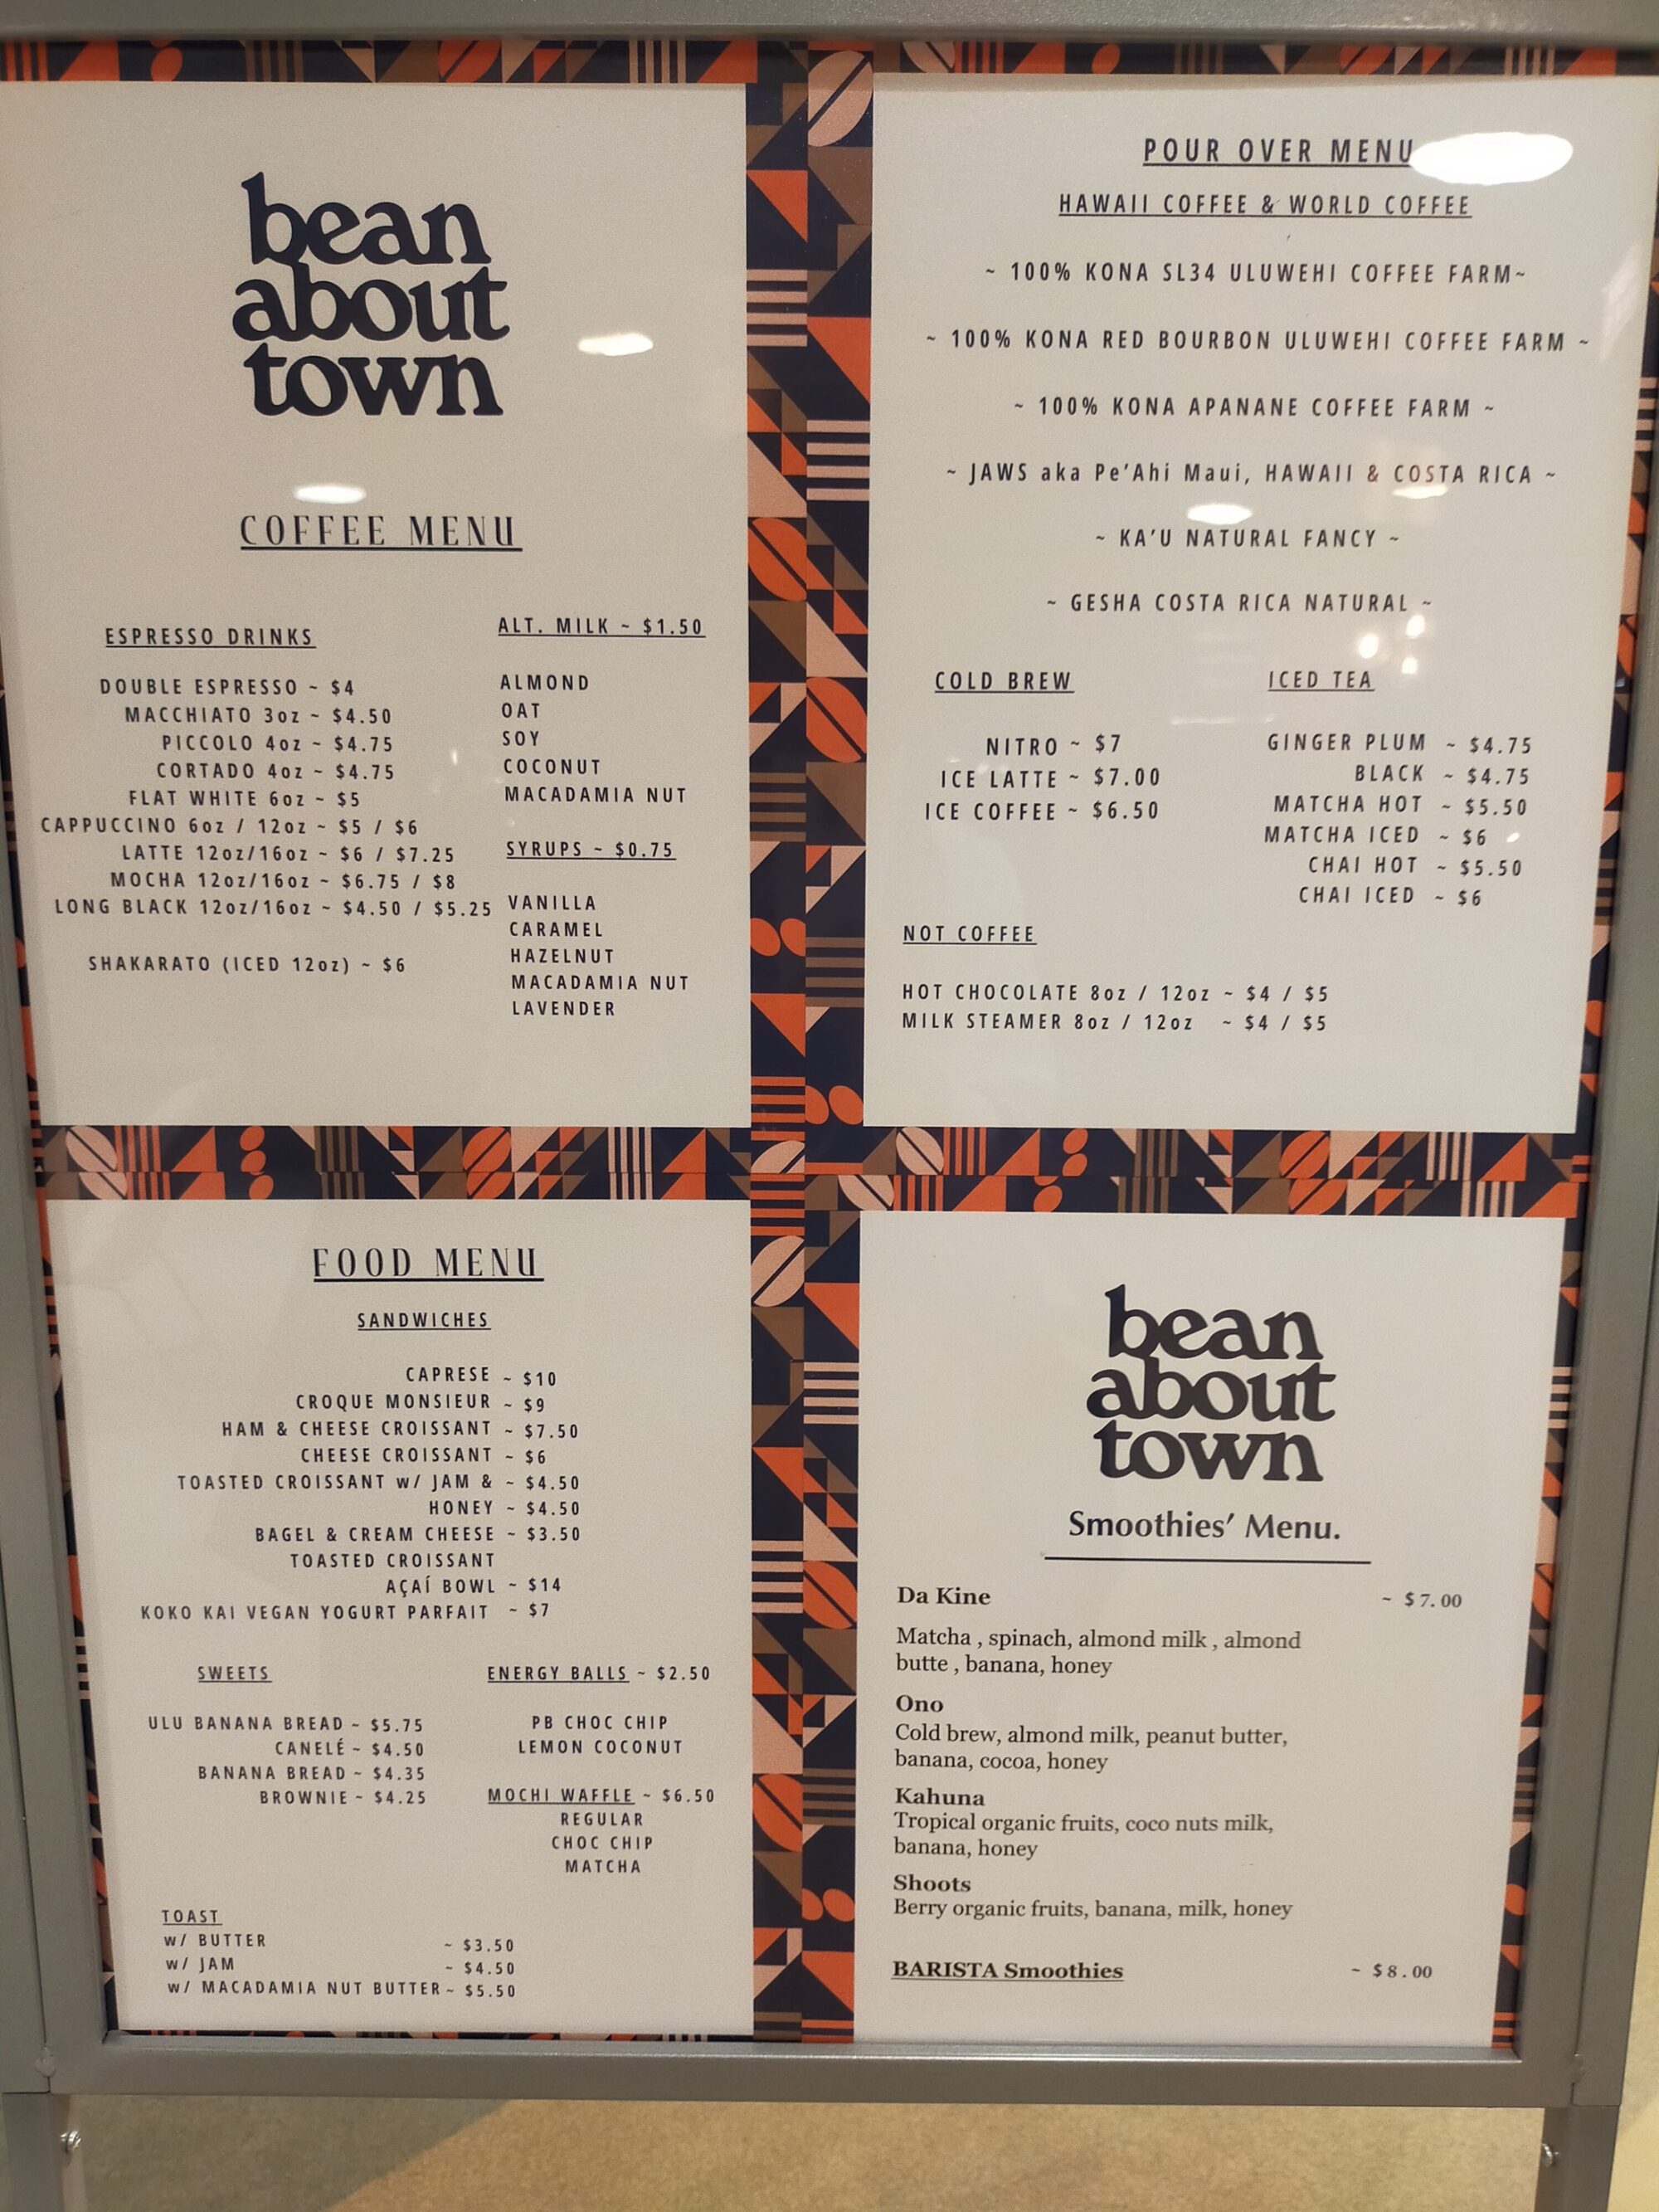 bean
about
town
COFFEE MENU
ESPRESSO DRINKS
DOUBLE ESPRESSO ~ $4
MACCHIATO 3oz ~ $4.50
PICCOLO 4oz ~ $4.75
CORTADO 4oz ~ $4.75
FLAT WHITE 6oz ~ $5
CAPPUCCINO 6oz / 12oz ~ $5 / $6
LATTE 12oz/16oz ~ $6 / $7.25
MOCHA 12oz/16oz ~ $6.75 / $8
LONG BLACK 12oz/16oz ~ $4.50 / $5.25
SHAKARATO (ICED 12oz) ~ $6
ALT. MILK ~ $1.50
ALMOND
OAT
SOY
COCONUT
MACADAMIA NUT
SYRUPS ~ $0.75
VANILLA
CARAMEL
HAZELNUT
MACADAMIA NUT
LAVENDER
POUR OVER MENU
HAWAII COFFEE & WORLD COFFEE
~ 100% KONA SL34 ULUWEHI COFFEE FARM~
~ 100% KONA RED BOURBON ULUWEHI COFFEE FARM ~
~ 100% KONA APANANE COFFEE FARM ~
~ JAWS aka Pe'Ahi Maui, HAWAII & COSTA RICA ~
~ KA'U NATURAL FANCY ~
~ GESHA COSTA RICA NATURAL ~
COLD BREW
NITRO ~ $7
ICE LATTE ~ $7.00
ICE COFFEE ~ $6.50
ICED TEA
GINGER PLUM ~ $4.75
BLACK ~ $4.75
MATCHA HOT ~ $5.50
MATCHA ICED ~ $6
CHAI HOT ~ $5.50
CHAI ICED ~ $6
NOT COFFEE
HOT CHOCOLATE 8oz / 12oz ~ $4 / $5
MILK STEAMER 8oz / 12oz ~ $4 / $5
FOOD MENU
SANDWICHES
CAPRESE ~ $10
CROQUE MONSIEUR ~ $9
HAM & CHEESE CROISSANT ~ $7.50
CHEESE CROISSANT ~ $6
TOASTED CROISSANT w/ JAM & ~ $4.50
HONEY ~ $4.50
BAGEL & CREAM CHEESE ~ $3.50
TOASTED CROISSANT
AÇAÍ BOWL ~ $14
KOKO KAI VEGAN YOGURT PARFAIT ~ $7
SWEETS
ULU BANANA BREAD ~ $5.75
CANELÉ ~ $4.50
BANANA BREAD ~ $4.35
BROWNIE ~ $4.25
ENERGY BALLS ~ $2.50
PB CHOC CHIP
LEMON COCONUT
MOCHI WAFFLE ~ $6.50
REGULAR
CHOC CHIP
MATCHA
TOAST
w/ BUTTER ~ $3.50
w/ JAM ~ $4.50
w/ MACADAMIA NUT BUTTER ~ $5.50
bean
about
town
Smoothies' Menu.
Da Kine ~ $7.00
Matcha , spinach, almond milk , almond
butte , banana, honey
Ono
Cold brew, almond milk, peanut butter,
banana, cocoa, honey
Kahuna
Tropical organic fruits, coco nuts milk,
banana, honey
Shoots
Berry organic fruits, banana, milk, honey
BARISTA Smoothies ~ $8.00